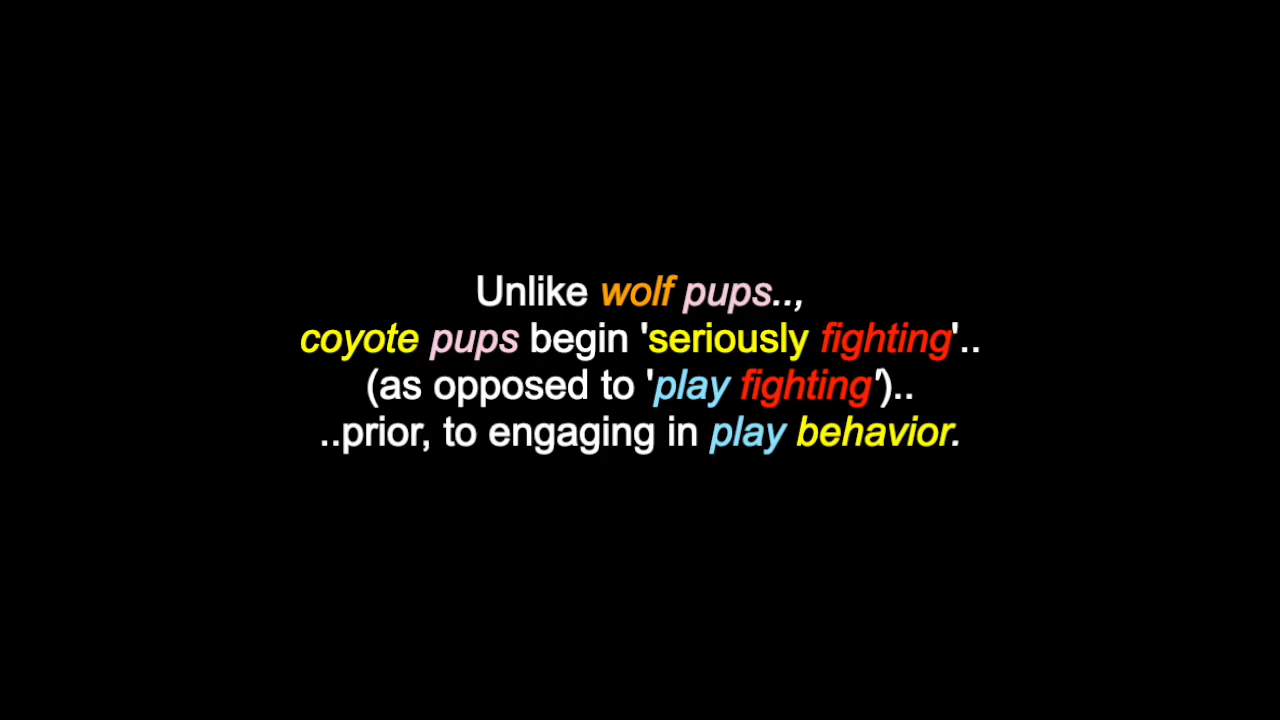 Unlike wolf pups..,
coyote pups begin 'seriously fighting'..
(as opposed to 'play fighting')..
..prior, to engaging in play behavior.